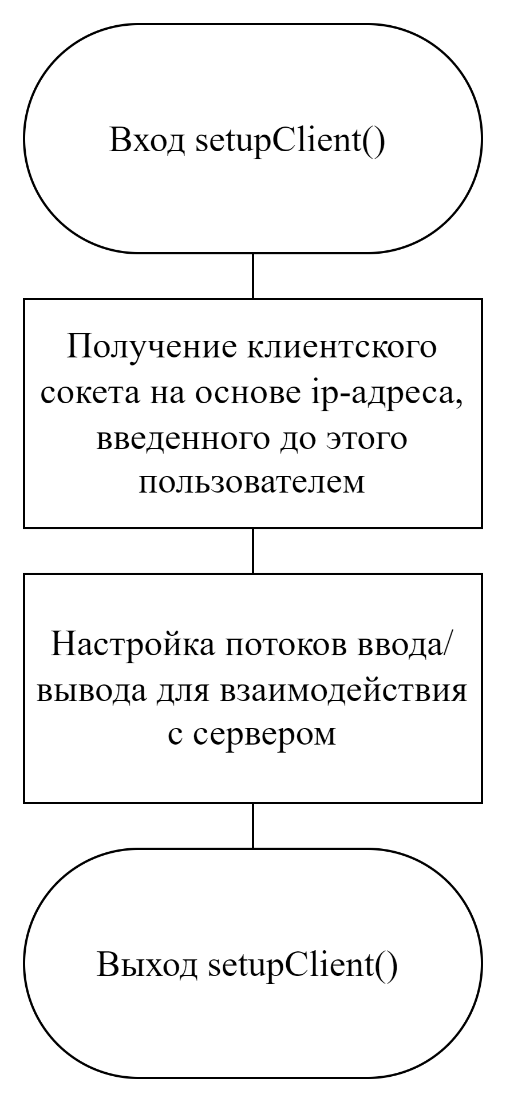 Вход setupClient()
Получение клиентского
сокета на основе ip-адреса,
введенного до этого
пользователем
Настройка потоков ввода/
вывода для взаимодействия
с сервером
Выход setupClient()